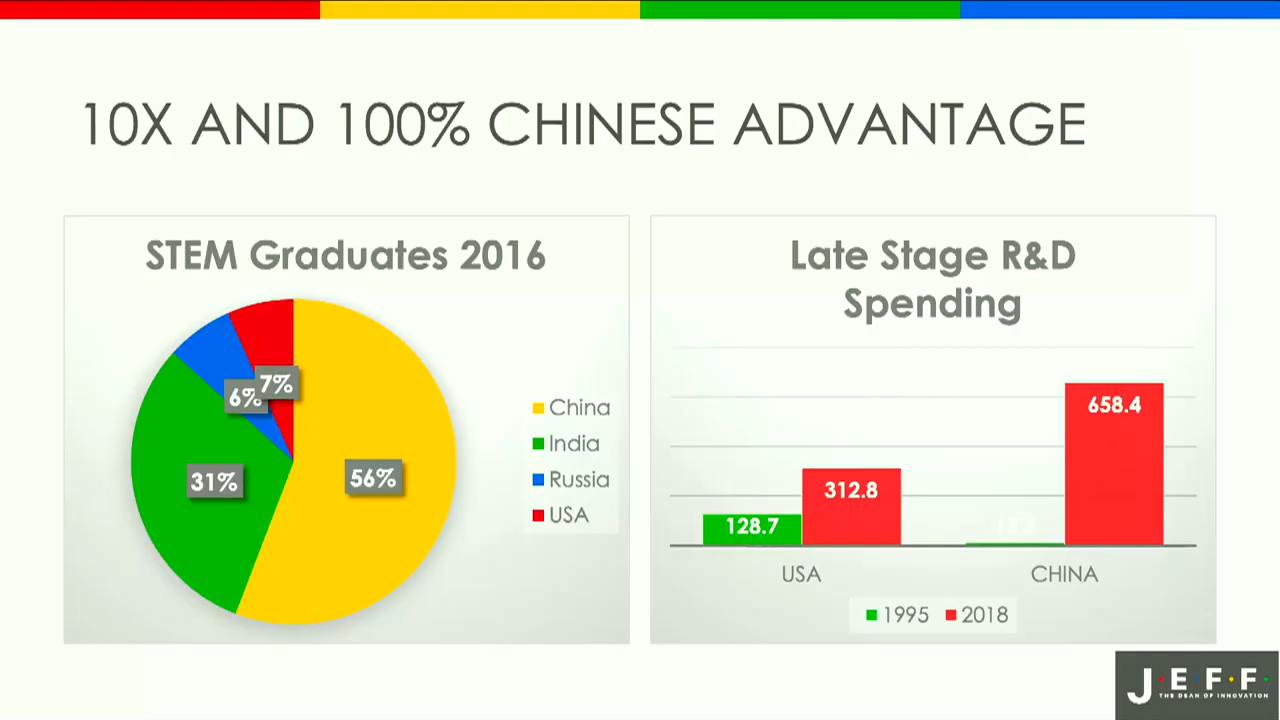 10X AND 100% CHINESE ADVANTAGE
STEM Graduates 2016
7%
6%
31%
56%
China
India
Russia
USA
Late Stage R&D
Spending
658.4
312.8
128.7
USA
CHINA
1995
2018
J·E·F·F·
THE DEAN OF INNOVATION